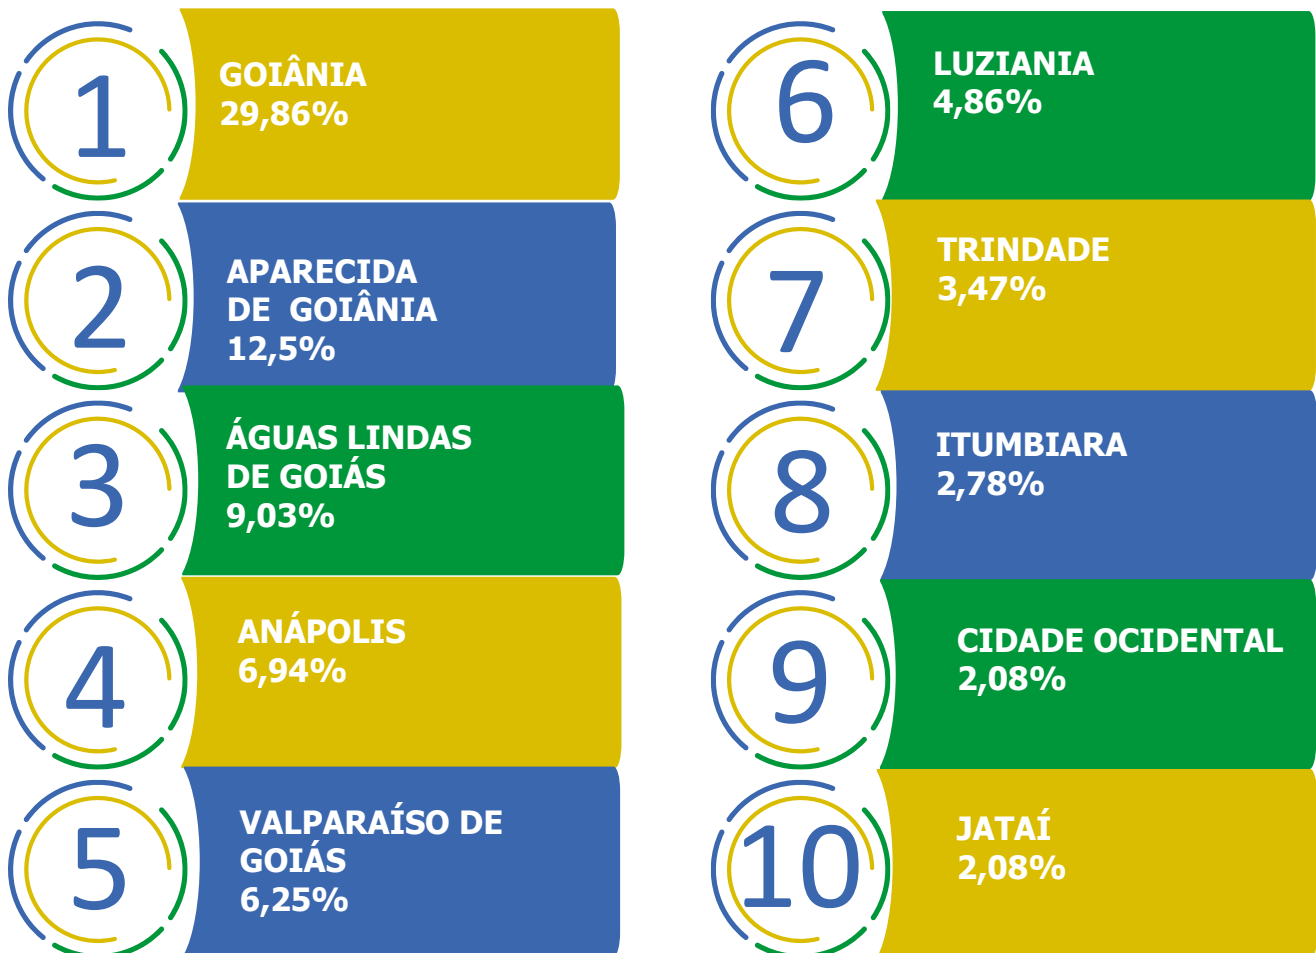 1
GOIÂNIA
29,86%
2
APARECIDA
DE GOIÂNIA
12,5%
3
ÁGUAS LINDAS
DE GOIÁS
9,03%
4
ANÁPOLIS
6,94%
5
VALPARAÍSO DE
GOIÁS
6,25%
6
LUZIANIA
4,86%
7
TRINDADE
3,47%
8
ITUMBIARA
2,78%
9
CIDADE OCIDENTAL
2,08%
10
JATAÍ
2,08%